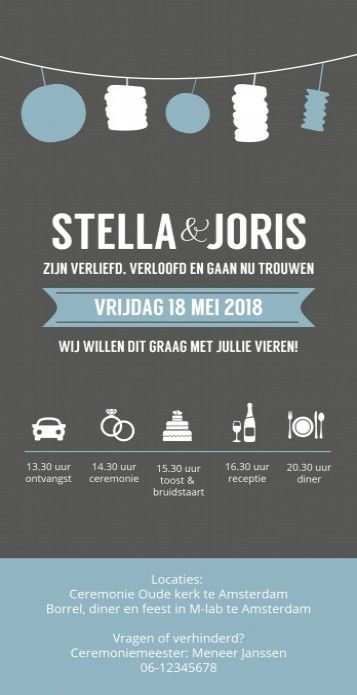 STELLA & JORIS
ZIJN VERLIEFD. VERLOOFD EN GAAN NU TROUWEN
VRIJDAG 18 MEI 2018
WIJ WILLEN DIT GRAAG MET JULLIE VIEREN!
13.30 uur
ontvangst
14.30 uur
ceremonie
15.30 uur
toost &
bruidstaart
16.30 uur
receptie
20.30 uur
diner
Locaties:
Ceremonie Oude kerk te Amsterdam
Borrel, diner en feest in M-lab te Amsterdam
Vragen of verhinderd?
Ceremoniemeester: Meneer Janssen
06-12345678